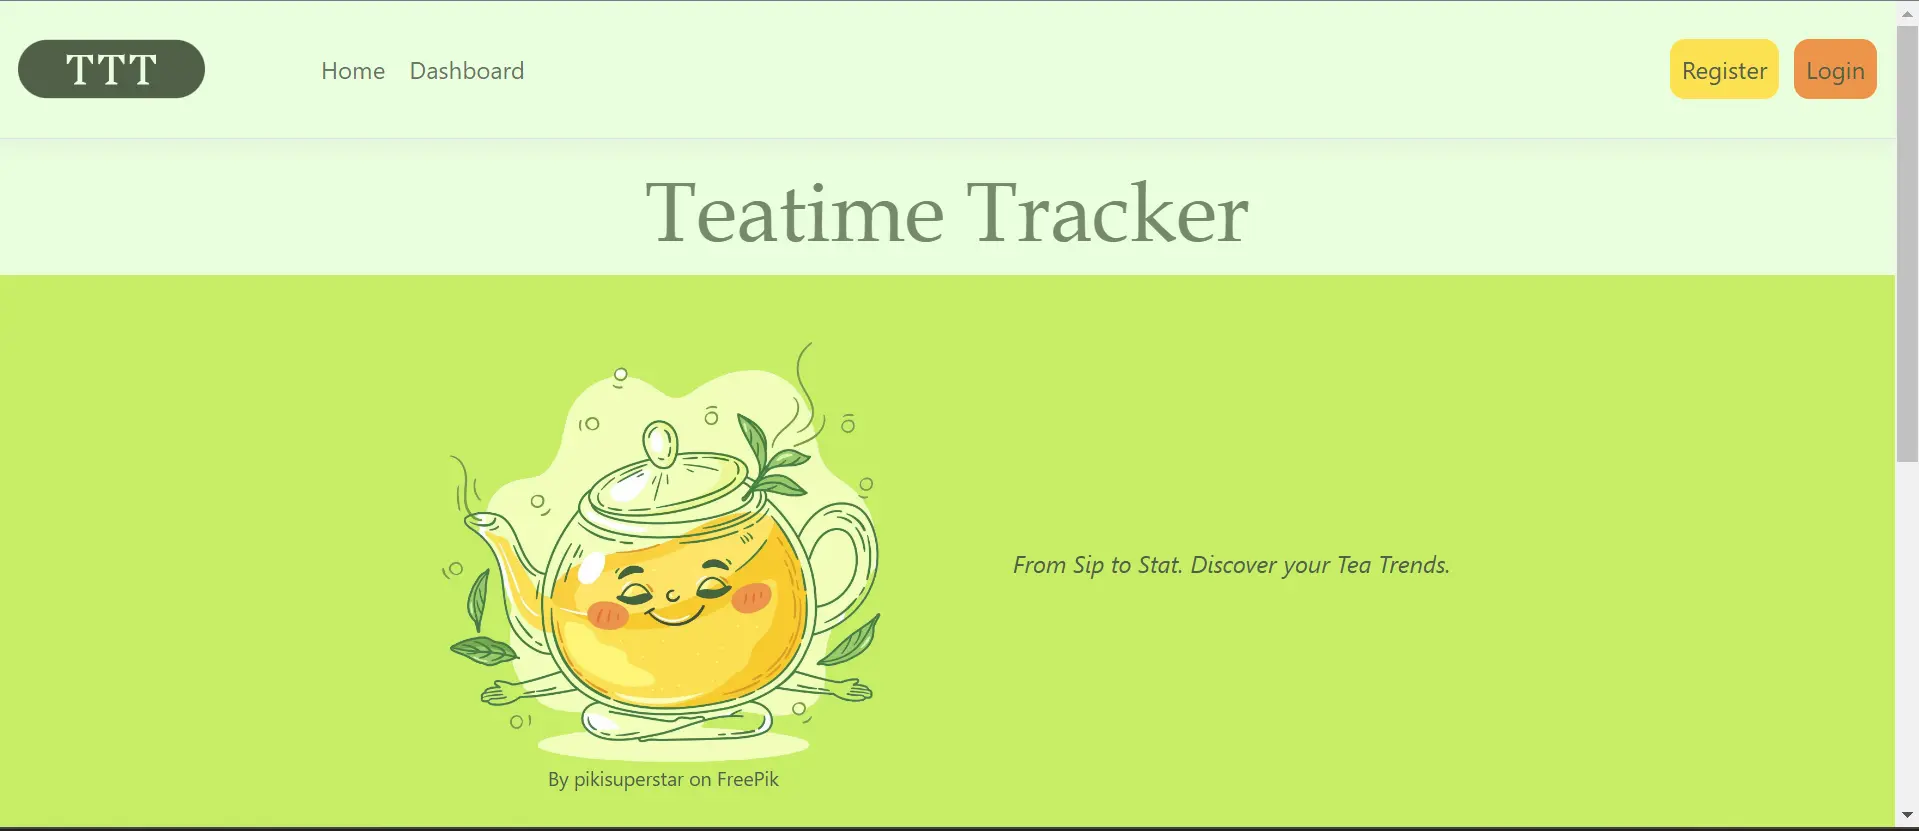 TTT
Home Dashboard
Register Login
Teatime Tracker
From Sip to Stat. Discover your Tea Trends.
By pikisuperstar on FreePik